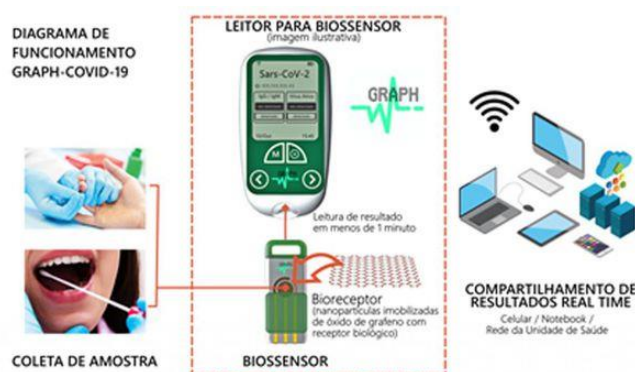 DIAGRAMA DE
FUNCIONAMENTO
GRAPH-COVID-19
COLETA DE AMOSTRA
LEITOR PARA BIOSSENSOR
(imagem ilustrativa)
Sars-CoV-2
M
GRAPH
Leitura de resultado
em menos de 1 minuto
Bioreceptor
(nanopartículas imobilizadas
de óxido de grafeno com
receptor biológico)
BIOSSENSOR
COMPARTILHAMENTO DE
RESULTADOS REAL TIME
Celular / Notebook /
Rede da Unidade de Saúde